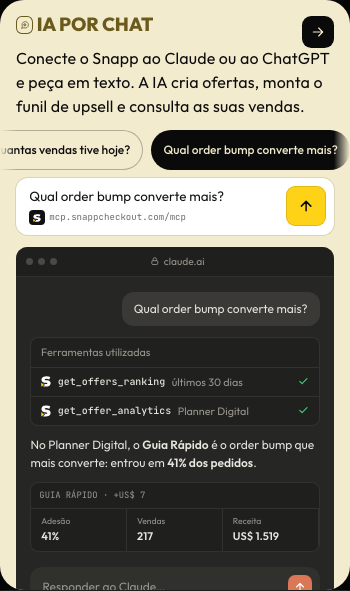 IA POR CHAT
Conecte o Snapp ao Claude ou ao ChatGPT
e peça em texto. A IA cria ofertas, monta o
funil de upsell e consulta as suas vendas.
vendas tive hoje?
Qual order bump converte mais?
Qual order bump converte mais?
mcp.snappcheckout.com/mcp
claude.ai
Qual order bump converte mais?
Ferramentas utilizadas
get_offers_ranking últimos 30 dias
get_offer_analytics Planner Digital
No Planner Digital, o Guia Rápido é o order bump que
mais converte: entrou em 41% dos pedidos.
GUIA RÁPIDO · +US$ 7
Adesão Vendas Receita
41% 217 US$ 1.519
Responder ao Claude...